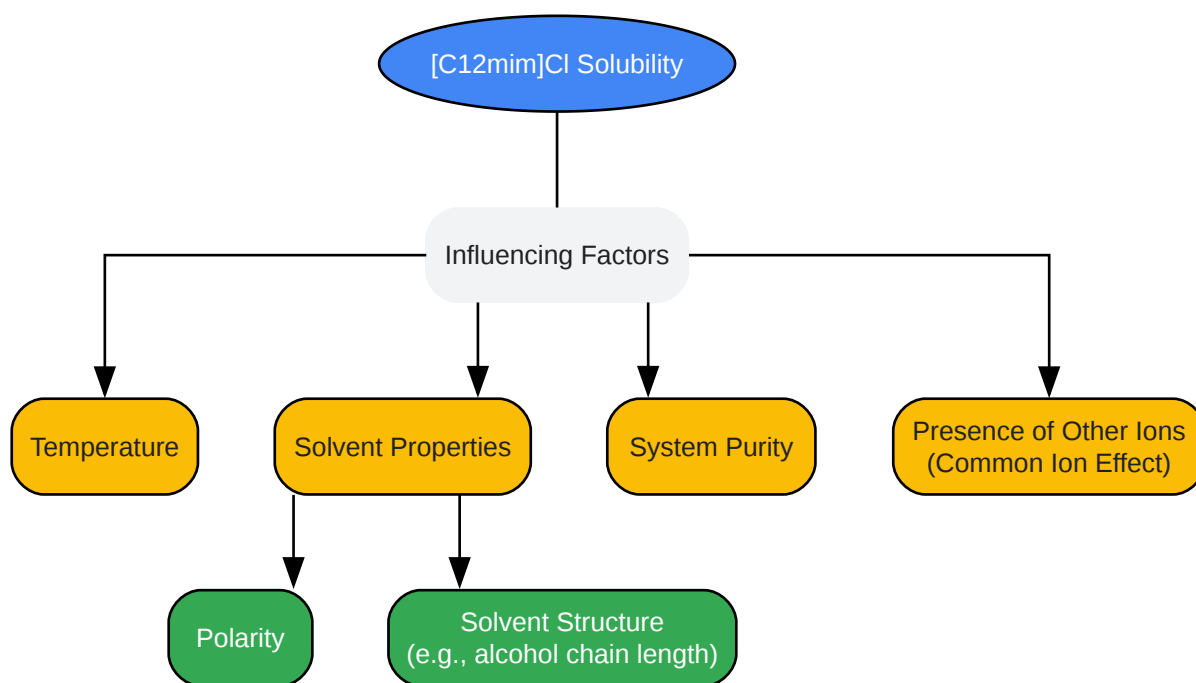 [C12mim]Cl Solubility
Influencing Factors
Temperature
Solvent Properties
System Purity
Presence of Other Ions
(Common Ion Effect)
Polarity
Solvent Structure
(e.g., alcohol chain length)